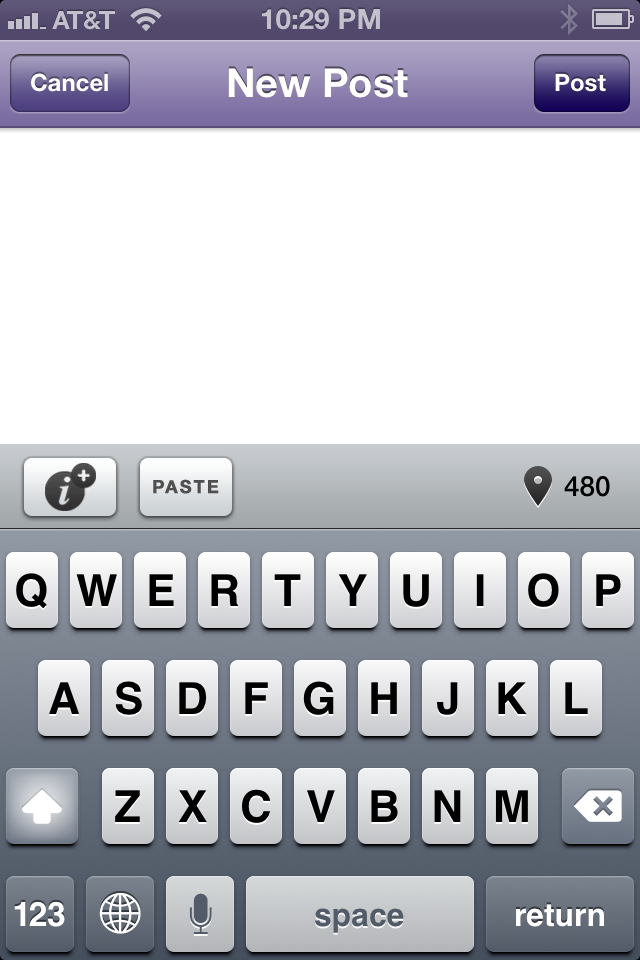 AT&T 10:29 PM
Cancel New Post Post
i+ PASTE 480
Q W E R T Y U I O P
A S D F G H J K L
Z X C V B N M
123 space return